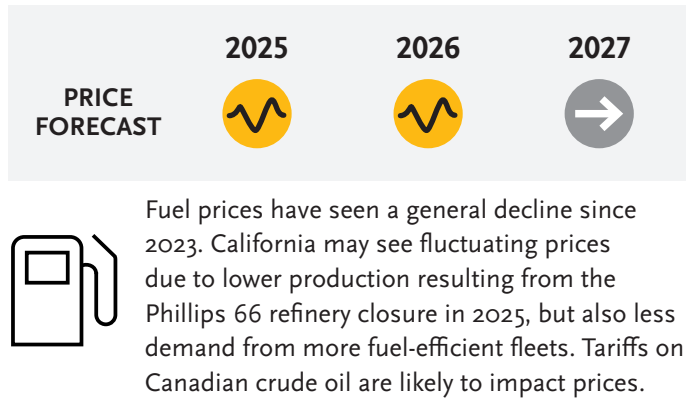 2025 2026 2027
PRICE
FORECAST
Fuel prices have seen a general decline since
2023. California may see fluctuating prices
due to lower production resulting from the
Phillips 66 refinery closure in 2025, but also less
demand from more fuel-efficient fleets. Tariffs on
Canadian crude oil are likely to impact prices.